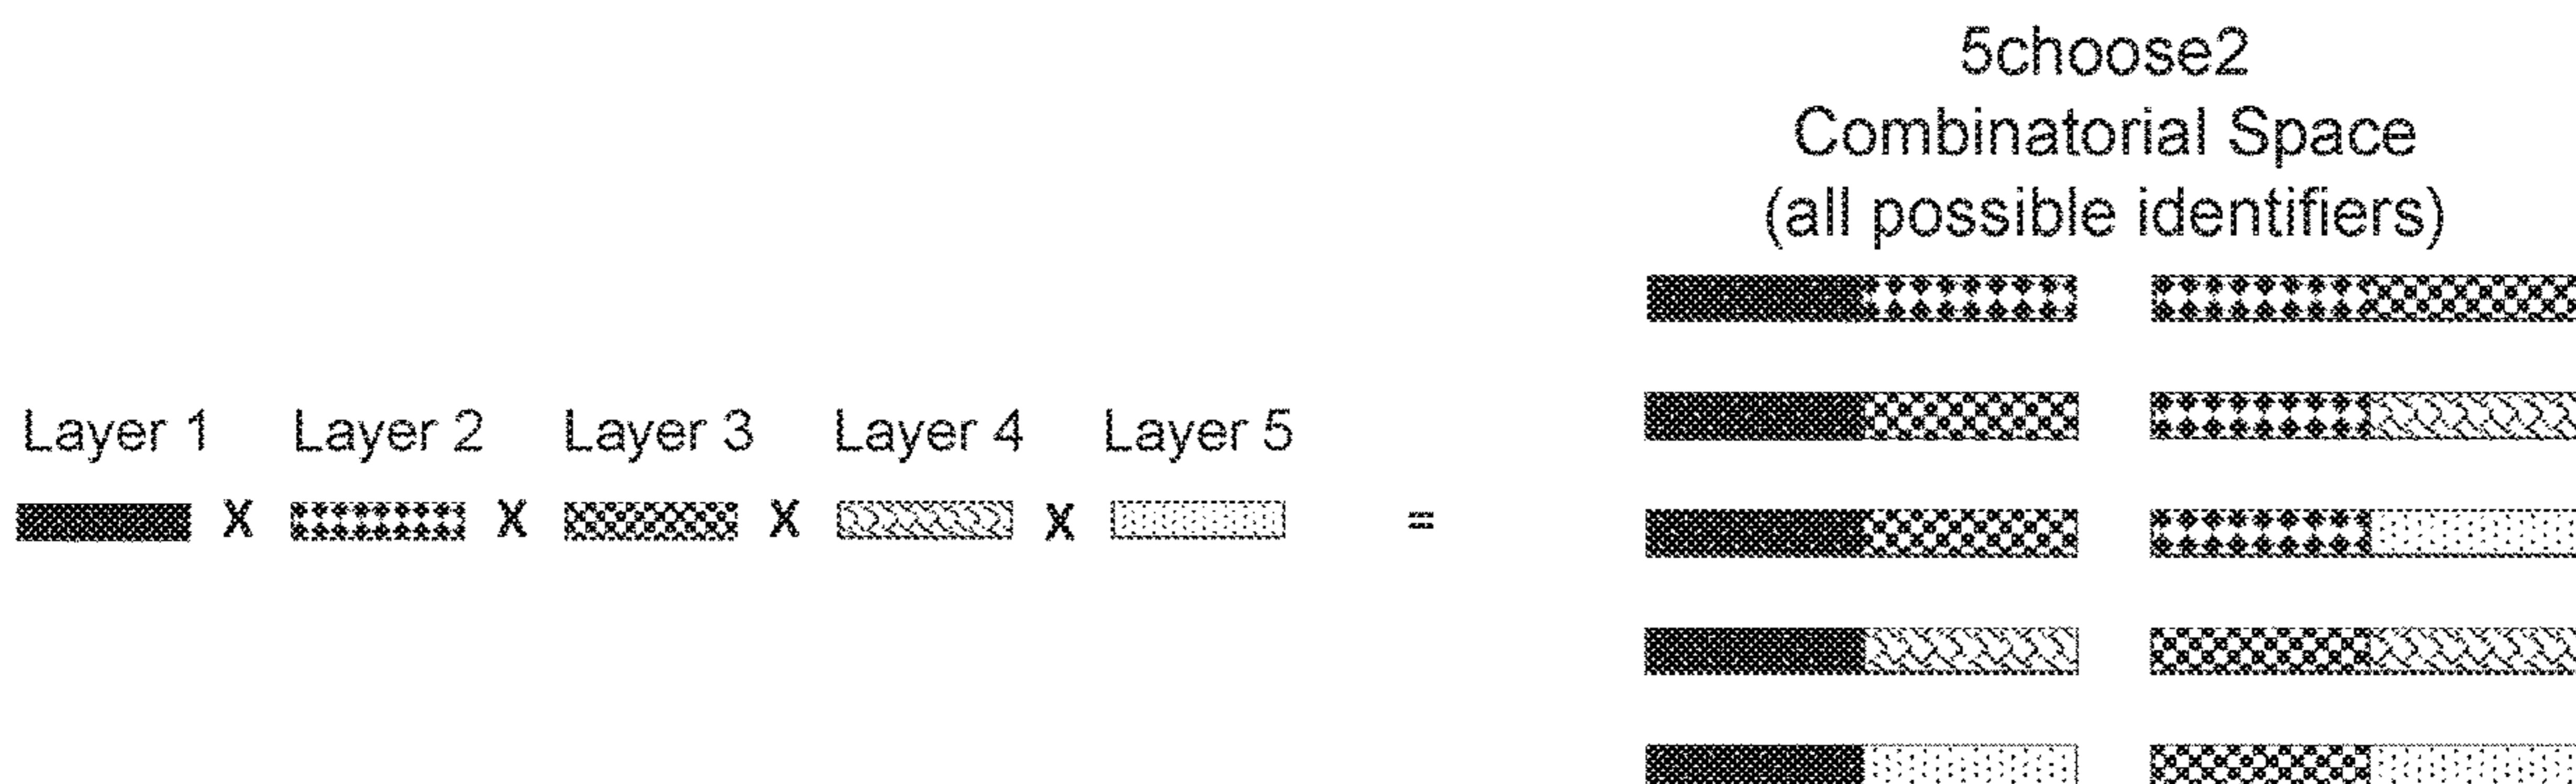 5choose2
Combinatorial Space
(all possible identifiers)
Layer 1 Layer 2 Layer 3 Layer 4 Layer 5
X X X X =